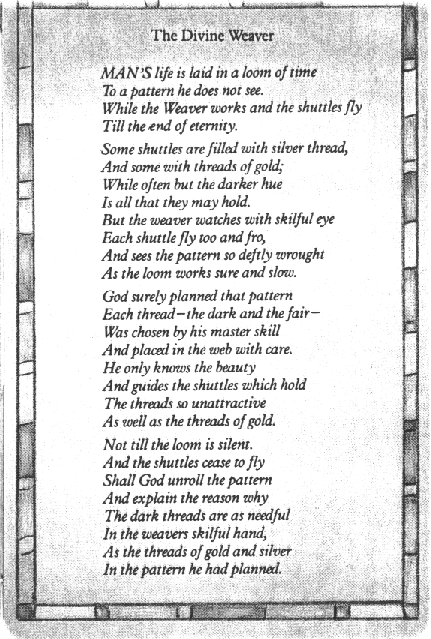 The Divine Weaver
MAN'S life is laid in a loom of time
To a pattern he does not see.
While the Weaver works and the shuttles fly
Till the end of eternity.
Some shuttles are filled with silver thread,
And some with threads of gold;
While often but the darker hue
Is all that they may hold.
But the weaver watches with skilful eye
Each shuttle fly too and fro,
And sees the pattern so deftly wrought
As the loom works sure and slow.
God surely planned that pattern
Each thread—the dark and the fair—
Was chosen by his master skill
And placed in the web with care.
He only knows the beauty
And guides the shuttles which hold
The threads so unattractive
As well as the threads of gold.
Not till the loom is silent.
And the shuttles cease to fly
Shall God unroll the pattern
And explain the reason why
The dark threads are as needful
In the weavers skilful hand,
As the threads of gold and silver
In the pattern he had planned.